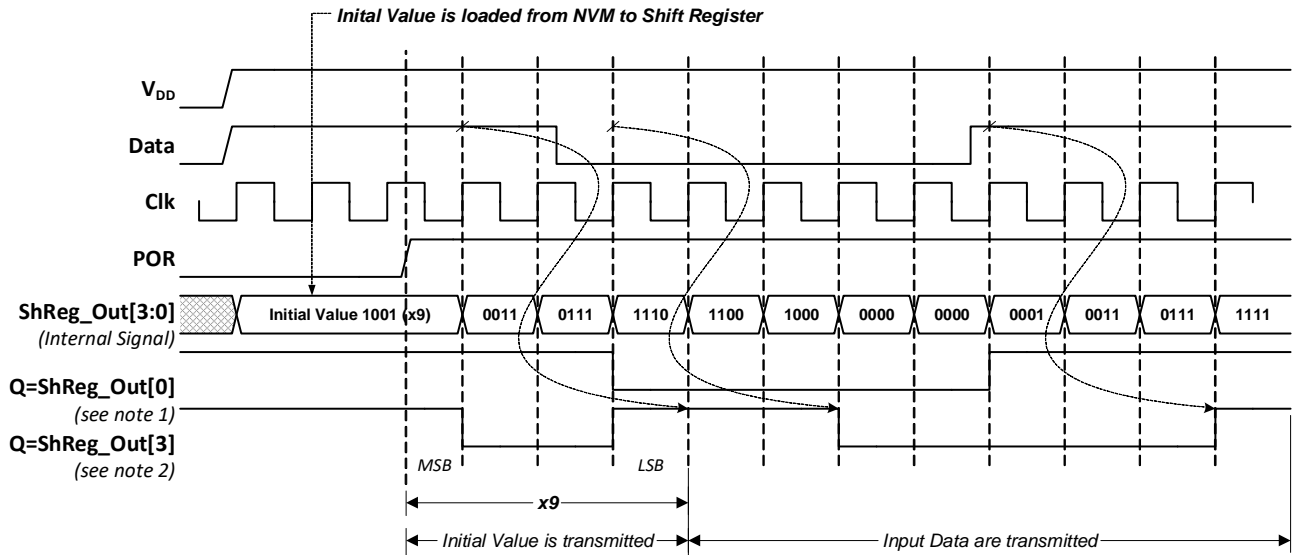 Inital Value is loaded from NVM to Shift Register
VDD
Data
Clk
POR
ShReg_Out[3:0]
(Internal Signal)
Initial Value 1001 (x9) 0011 0111 1110 1100 1000 0000 0000 0001 0011 0111 1111
Q=ShReg_Out[0]
(see note 1)
Q=ShReg_Out[3]
(see note 2)
MSB LSB
x9
Initial Value is transmitted Input Data are transmitted